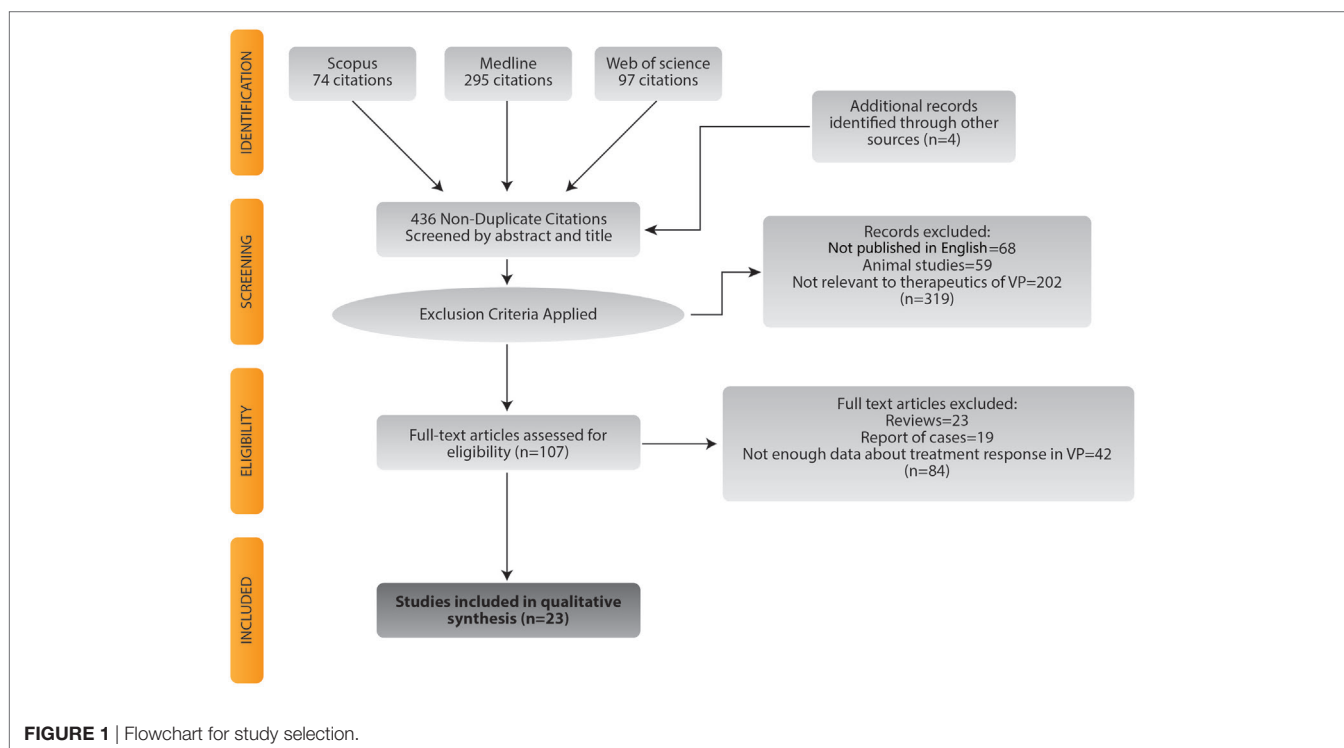 IDENTIFICATION
Scopus
74 citations
Medline
295 citations
Web of science
97 citations
Additional records
identified through other
sources (n=4)
SCREENING
436 Non-Duplicate Citations
Screened by abstract and title
Records excluded:
Not published in English=68
Animal studies=59
Not relevant to therapeutics of VP=202
(n=319)
Exclusion Criteria Applied
ELIGIBILITY
Full-text articles assessed for
eligibility (n=107)
Full text articles excluded:
Reviews=23
Report of cases=19
Not enough data about treatment response in VP=42
(n=84)
INCLUDED
Studies included in qualitative
synthesis (n=23)
FIGURE 1 | Flowchart for study selection.